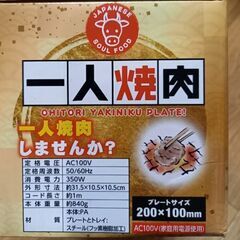 JAPANESE
SOUL FOOD
一人焼肉
OHITORI YAKINIKU PLATE!
一人焼肉
しませんか?
定格電圧 AC100V
定格周波数 50/60Hz
消費電力 350W
外形寸法 約31.5×10.5×10.5cm
コード長さ 約1m
本体重量 約840g
材質 本体:PA
プレートとトレイ:
スチール(フッ素樹脂加工)
プレートサイズ
200×100mm
AC100V(家庭用電源使用)